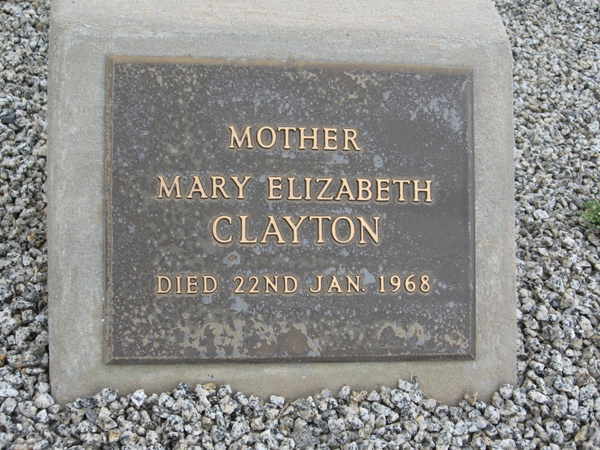 MOTHER
MARY ELIZABETH
CLAYTON
DIED 22ND JAN. 1968